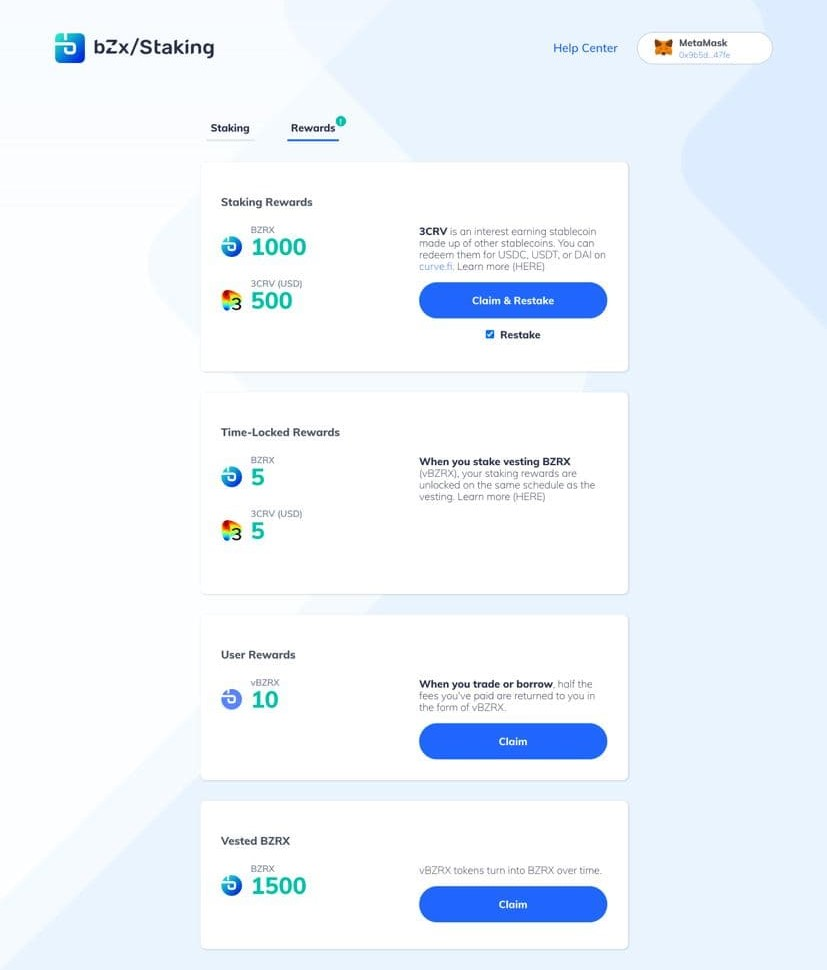 bZx/Staking
Help Center
MetaMask
0x9b5d...47fe
Staking
Rewards
!
Staking Rewards
BZRX
1000
3CRV (USD)
500
3CRV is an interest earning stablecoin
made up of other stablecoins. You can
redeem them for USDC, USDT, or DAI on
curve.fi. Learn more (HERE)
Claim & Restake
Restake
Time-Locked Rewards
BZRX
5
3CRV (USD)
5
When you stake vesting BZRX
(vBZRX), your staking rewards are
unlocked on the same schedule as the
vesting. Learn more (HERE)
User Rewards
vBZRX
10
When you trade or borrow, half the
fees you've paid are returned to you in
the form of vBZRX.
Claim
Vested BZRX
BZRX
1500
vBZRX tokens turn into BZRX over time.
Claim